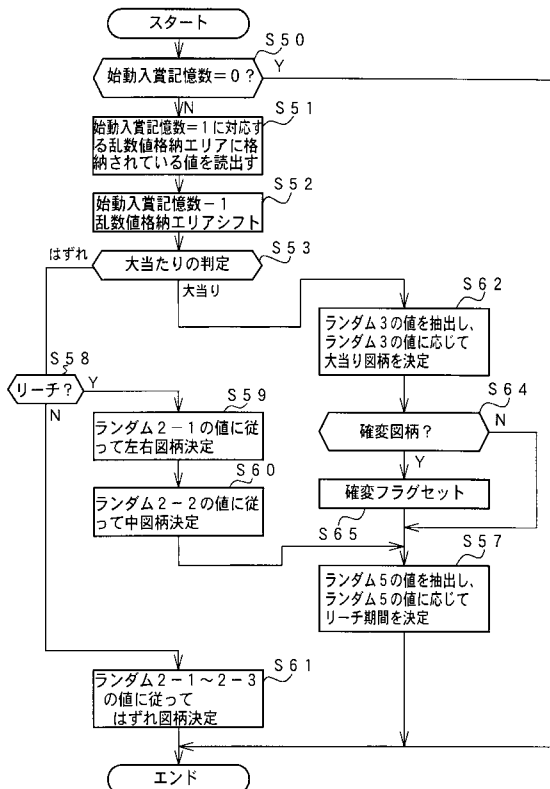 スタート
S50
始動入賞記憶数=0?
Y
N
S51
始動入賞記憶数=1に対応す
る乱数値格納エリアに格
納されている値を読出す
S52
始動入賞記憶数-1
乱数値格納エリアシフト
S53
大当たりの判定
はずれ
大当り
S62
ランダム3の値を抽出し、
ランダム3の値に応じて
大当り図柄を決定
S58
リーチ?
Y
N
S59
ランダム2-1の値に従
って左右図柄決定
S60
ランダム2-2の値に従
って中図柄決定
S64
確変図柄?
N
Y
確変フラグセット
S65
S57
ランダム5の値を抽出し、
ランダム5の値に応じて
リーチ期間を決定
S61
ランダム2-1~2-3
の値に従って
はずれ図柄決定
エンド